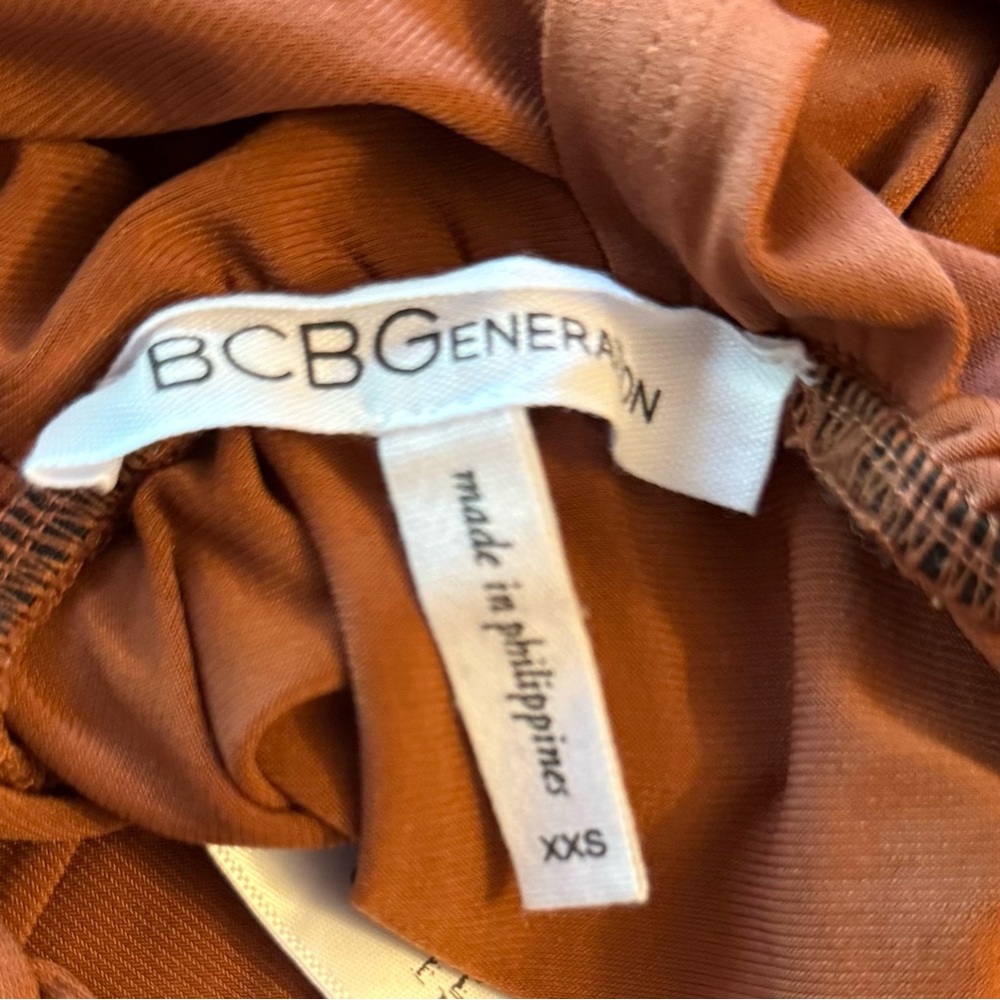 BCBGENERATION
made in philippines
XXS